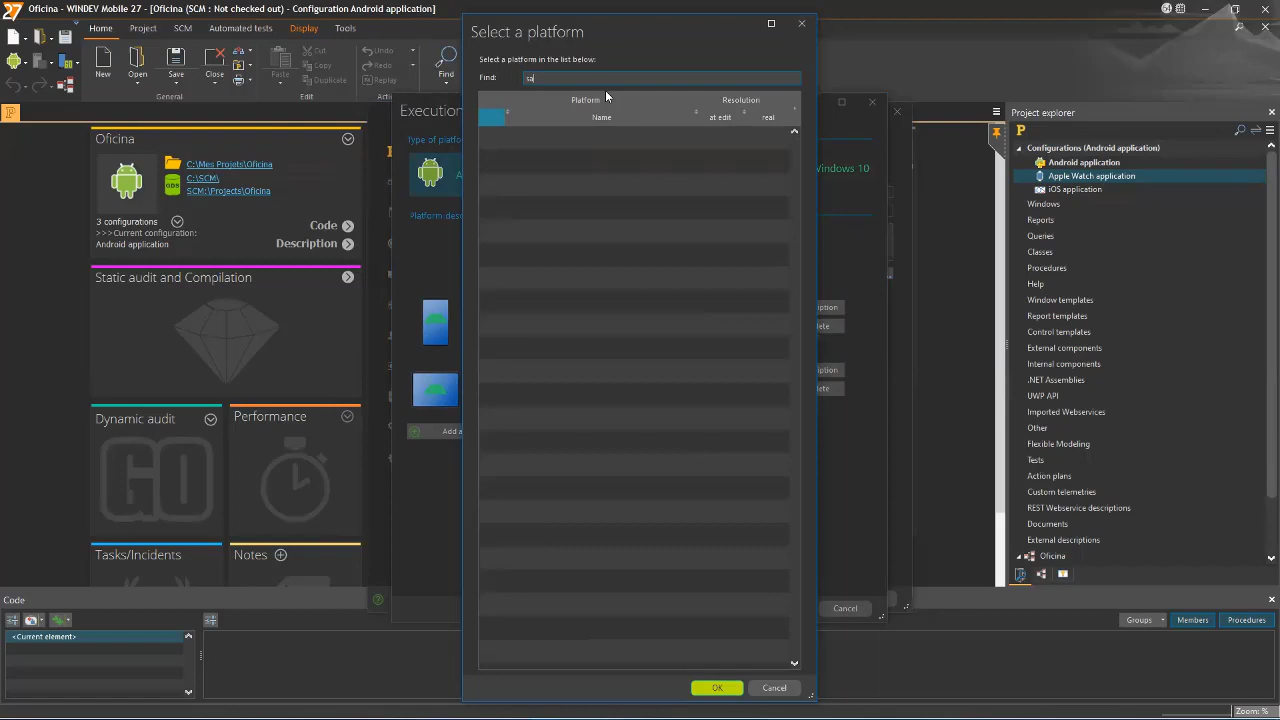 27 Oficina - WINDEV Mobile 27 - [Oficina (SCM : Not checked out) - Configuration Android application]
Home Project SCM Automated tests Display Tools
New
Open
Save
Close
Paste
Cut
Copy
Duplicate
Undo
Redo
Replay
Find
General
Oficina
C:\Mes Projets\Oficina
C:\SCM\
SCM:\Projects\Oficina
3 configurations
>>>Current configuration:
Android application
Code
Description
Static audit and Compilation
Dynamic audit
GO
Performance
Tasks/Incidents
Notes
Code
<Current element>
Type of platfo
Platform des
Windows 10
Cancel
Select a platform
Select a platform in the list below:
Find: sa
Platform
Name
Resolution
at edit
real
OK
Cancel
Project explorer
Configurations (Android application)
Android application
Apple Watch application
iOS application
Windows
Reports
Queries
Classes
Procedures
Help
Window templates
Report templates
Control templates
External components
Internal components
.NET Assemblies
UWP API
Imported Webservices
Other
Flexible Modeling
Tests
Action plans
Custom telemetries
REST Webservice descriptions
Documents
External descriptions
Oficina
Groups
Members
Procedures
Zoom: %